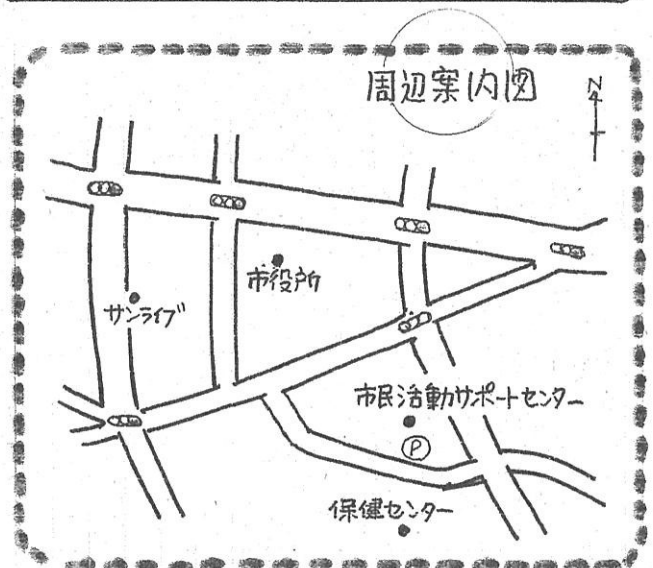 周辺案内図
N
市役所
サンライブ
市民活動サポートセンター
P
保健センター